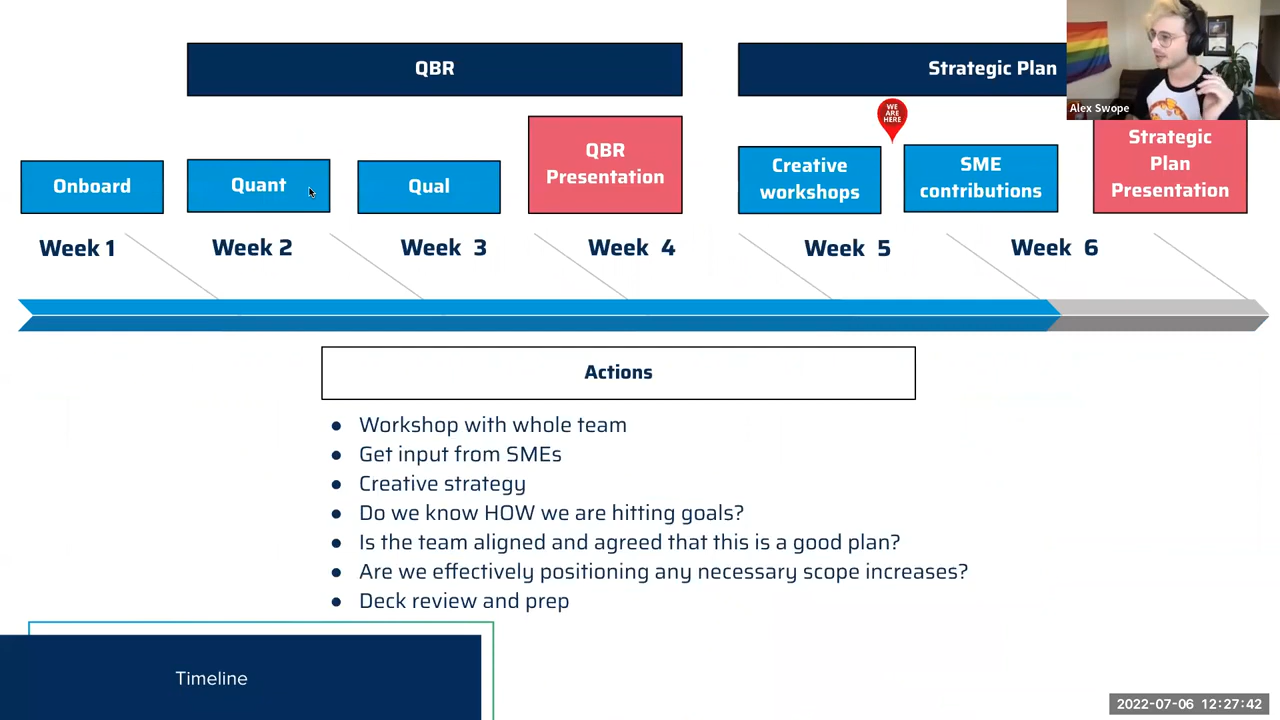 QBR
Strategic Plan
Alex Swope
WE
ARE
HERE
Onboard
Quant
Qual
QBR
Presentation
Creative
workshops
SME
contributions
Strategic
Plan
Presentation
Week 1
Week 2
Week 3
Week 4
Week 5
Week 6
Actions
● Workshop with whole team
● Get input from SMEs
● Creative strategy
● Do we know HOW we are hitting goals?
● Is the team aligned and agreed that this is a good plan?
● Are we effectively positioning any necessary scope increases?
● Deck review and prep
Timeline
2022-07-06 12:27:42